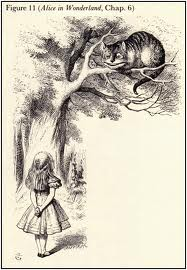 Figure 11 (Alice in Wonderland, Chap. 6)